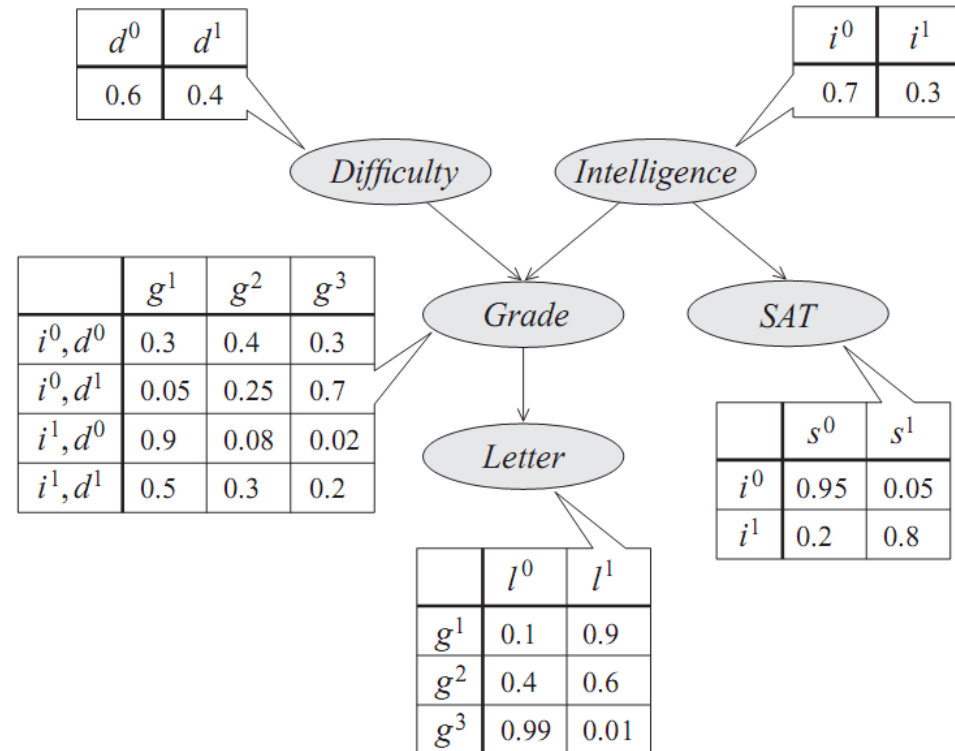 d⁰ d¹
0.6 0.4
i⁰ i¹
0.7 0.3
Difficulty
Intelligence
g¹ g² g³
i⁰, d⁰ 0.3 0.4 0.3
i⁰, d¹ 0.05 0.25 0.7
i¹, d⁰ 0.9 0.08 0.02
i¹, d¹ 0.5 0.3 0.2
Grade
SAT
Letter
s⁰ s¹
i⁰ 0.95 0.05
i¹ 0.2 0.8
l⁰ l¹
g¹ 0.1 0.9
g² 0.4 0.6
g³ 0.99 0.01